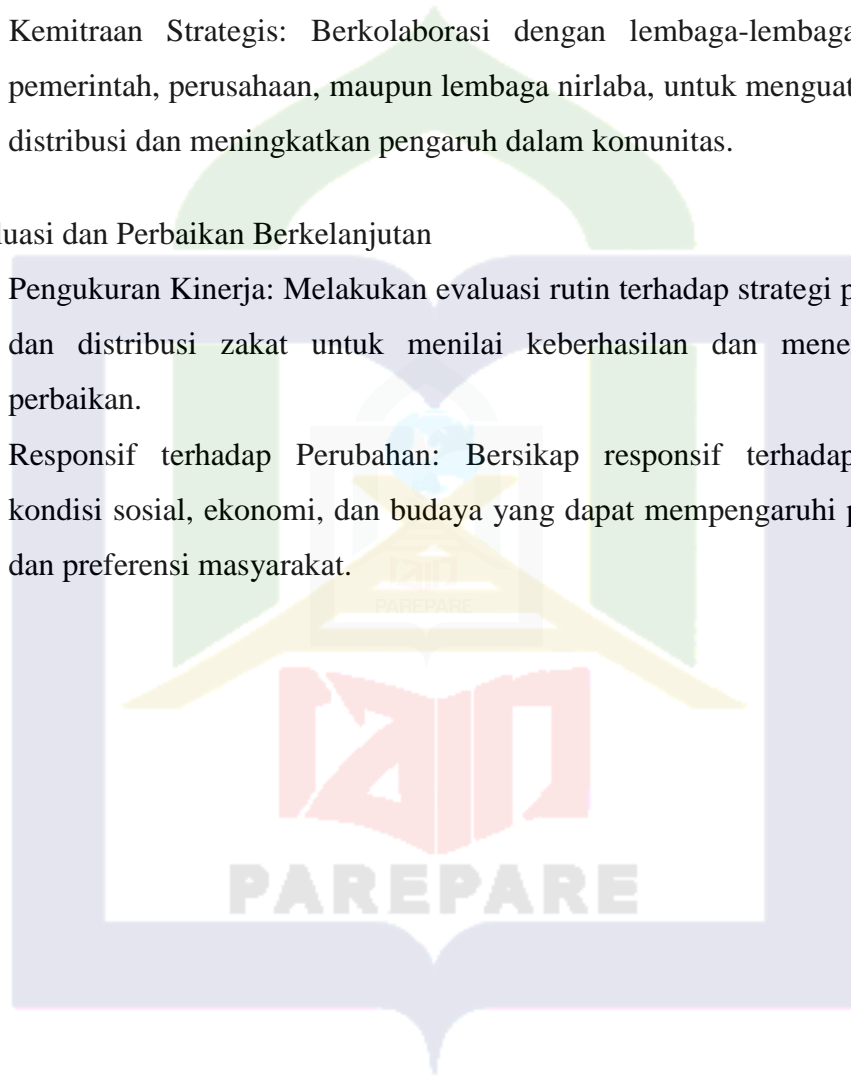 Kemitraan Strategis: Berkolaborasi dengan lembaga-lembaga
pemerintah, perusahaan, maupun lembaga nirlaba, untuk menguat
distribusi dan meningkatkan pengaruh dalam komunitas.
luasi dan Perbaikan Berkelanjutan
Pengukuran Kinerja: Melakukan evaluasi rutin terhadap strategi p
dan distribusi zakat untuk menilai keberhasilan dan mene
perbaikan.
Responsif terhadap Perubahan: Bersikap responsif terhadap
kondisi sosial, ekonomi, dan budaya yang dapat mempengaruhi p
dan preferensi masyarakat.
iain
PAREPARE
iain
PAREPARE